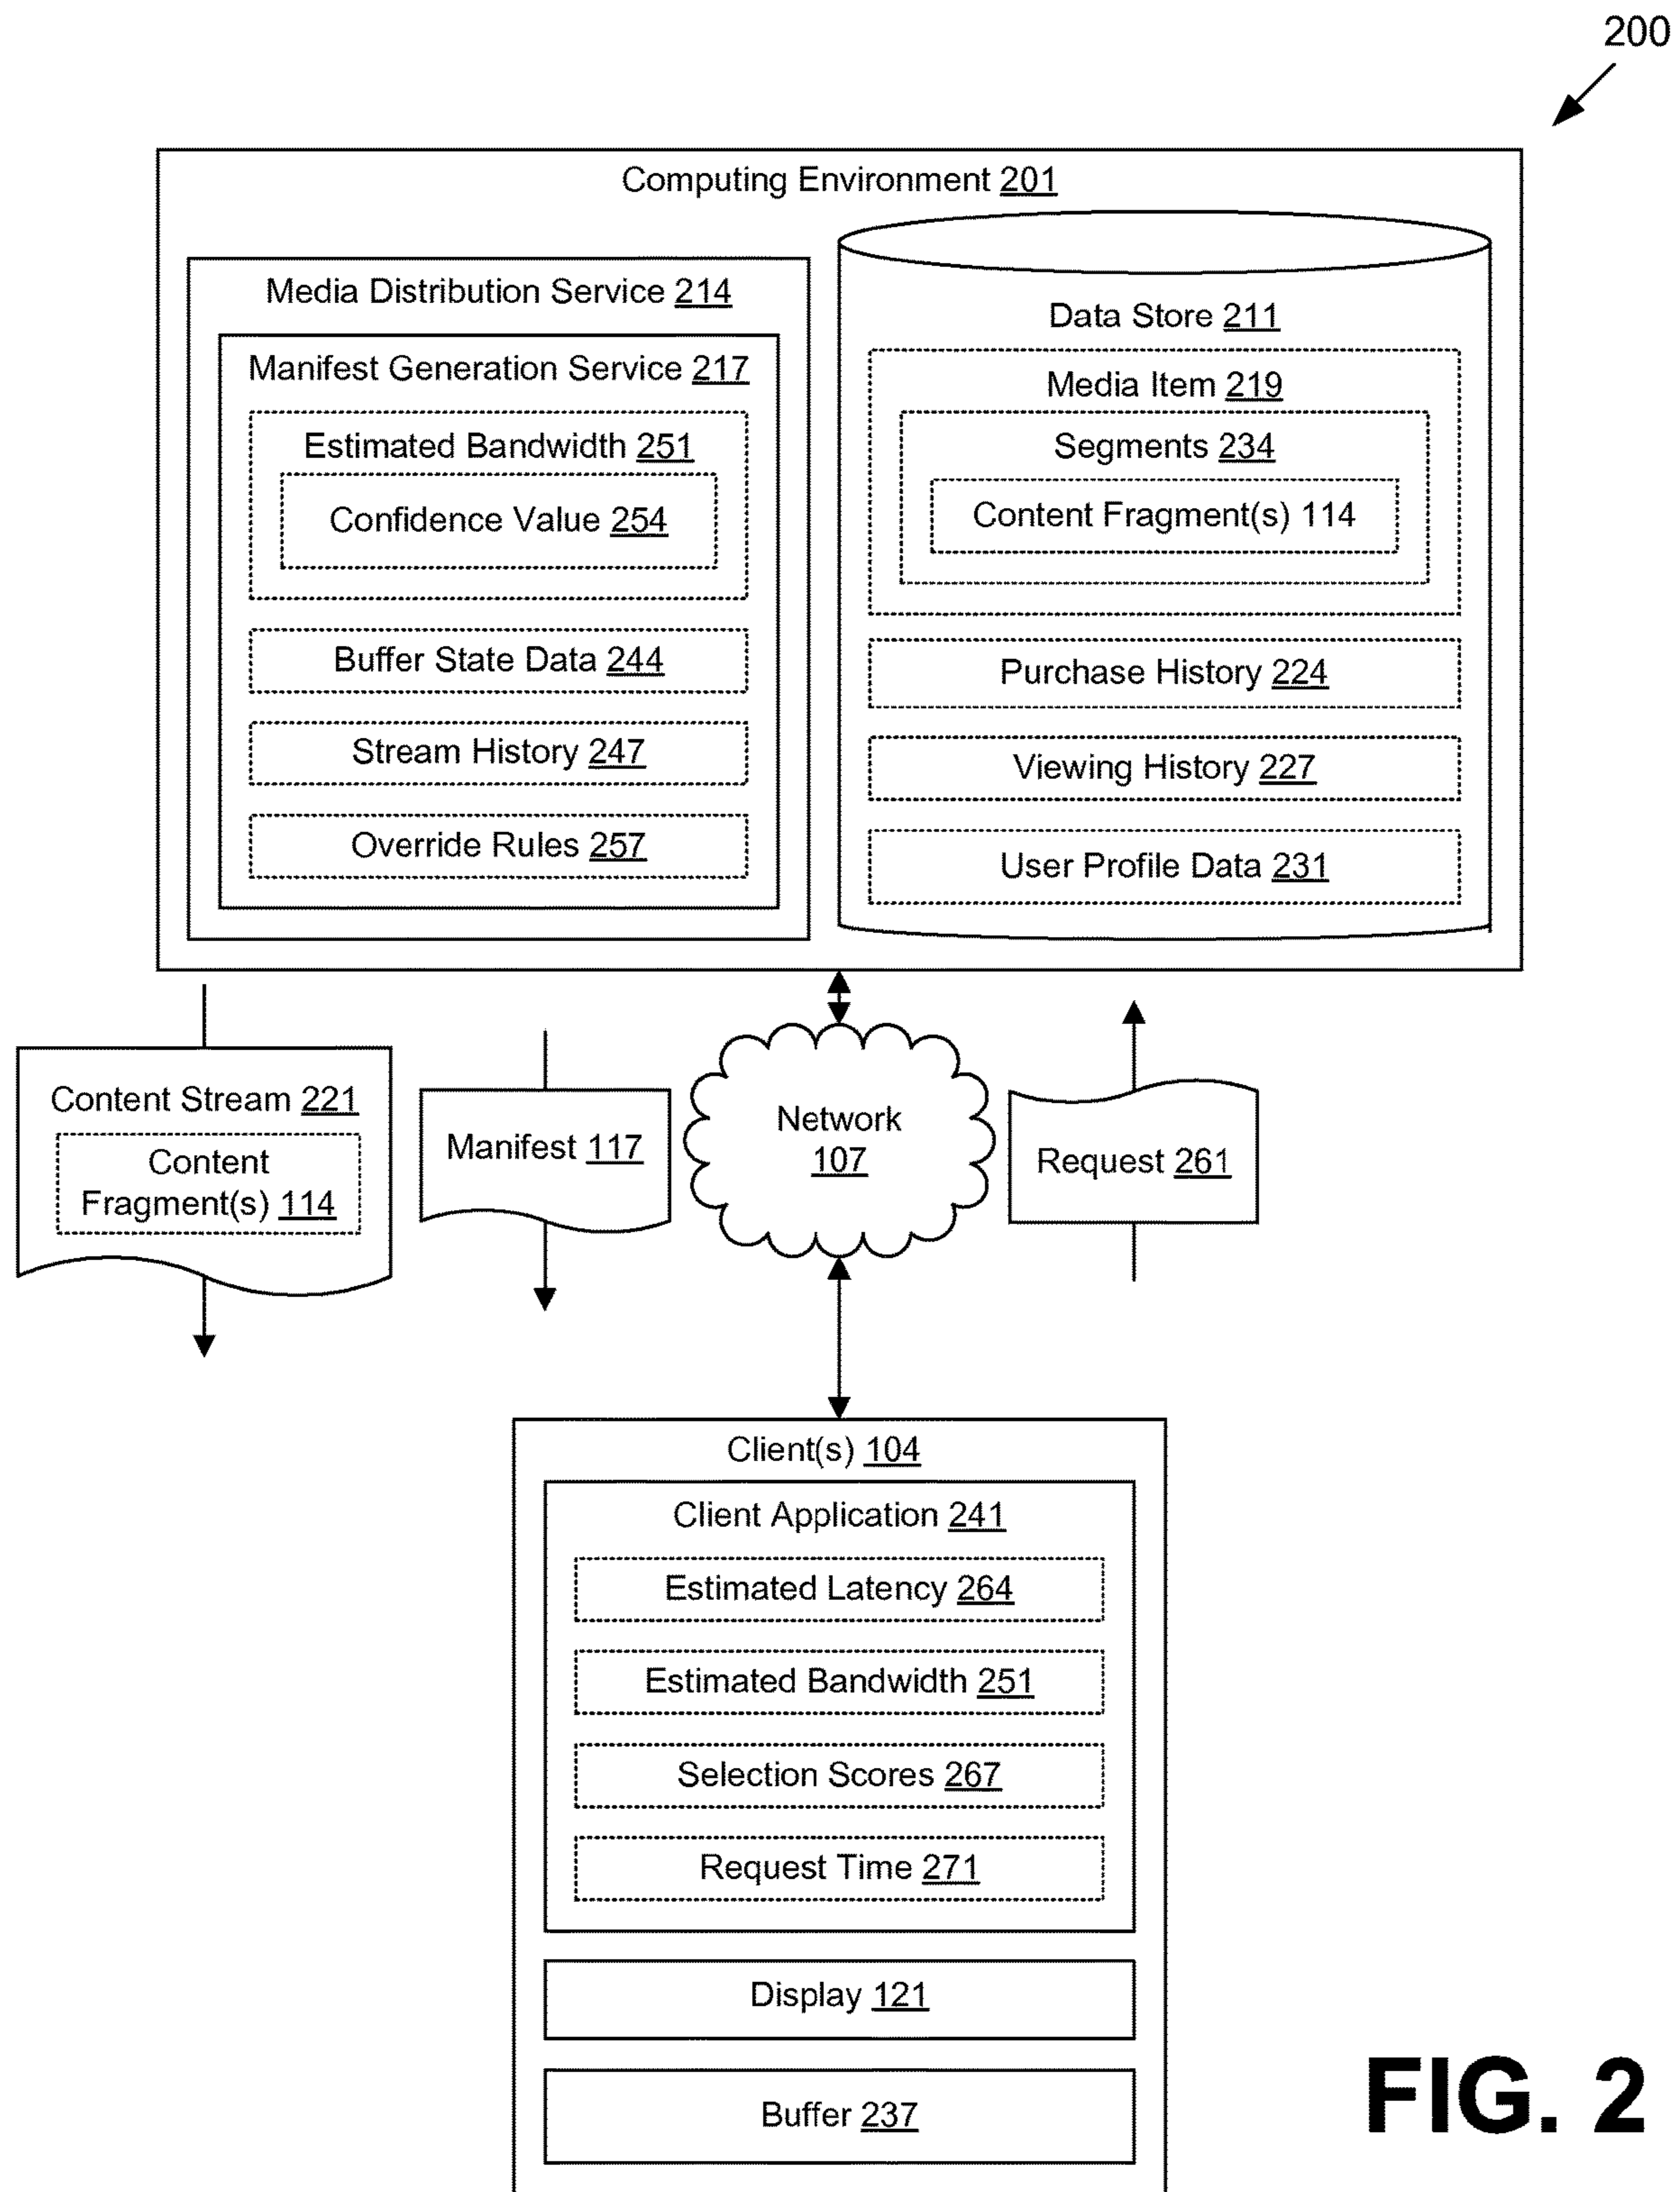 200
Computing Environment 201
Media Distribution Service 214
Manifest Generation Service 217
Estimated Bandwidth 251
Confidence Value 254
Buffer State Data 244
Stream History 247
Override Rules 257
Data Store 211
Media Item 219
Segments 234
Content Fragment(s) 114
Purchase History 224
Viewing History 227
User Profile Data 231
Content Stream 221
Content
Fragment(s) 114
Manifest 117
Network
107
Request 261
Client(s) 104
Client Application 241
Estimated Latency 264
Estimated Bandwidth 251
Selection Scores 267
Request Time 271
Display 121
Buffer 237
FIG. 2